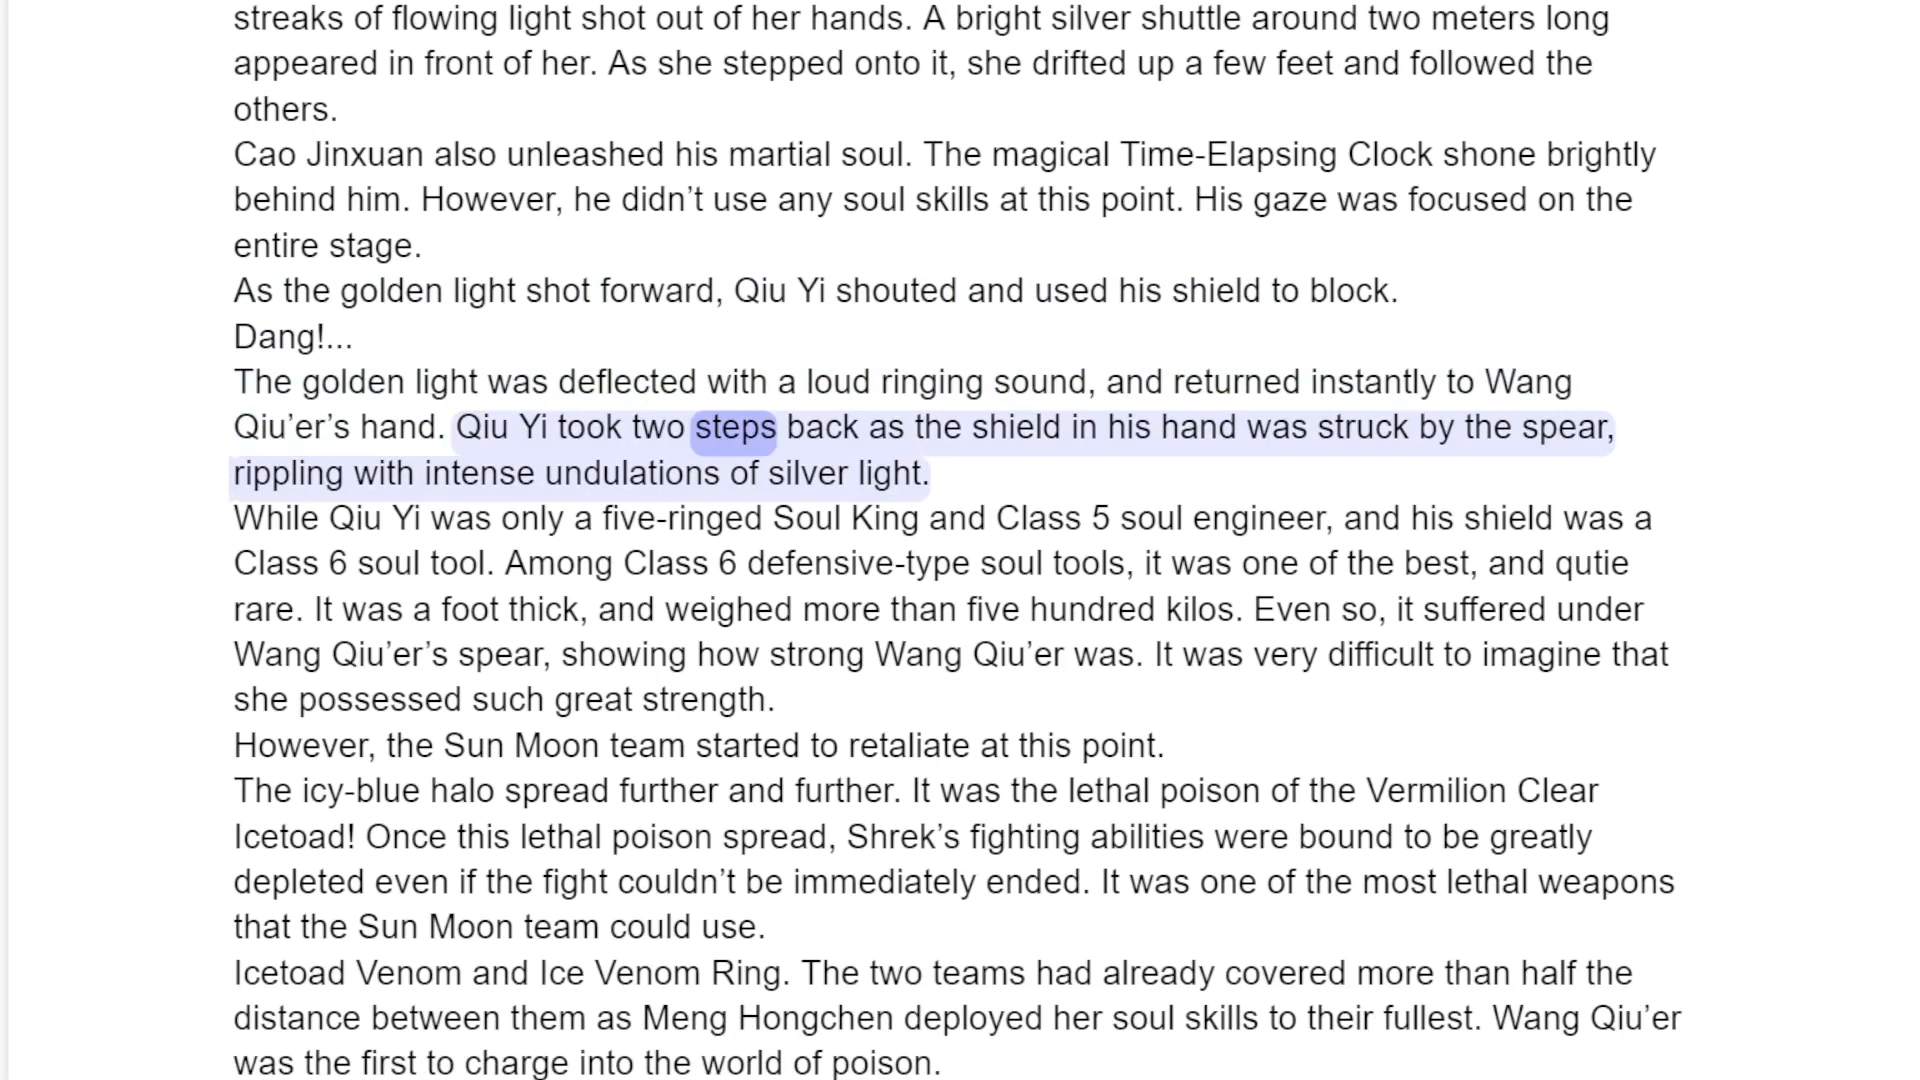 streaks of flowing light shot out of her hands. A bright silver shuttle around two meters long
appeared in front of her. As she stepped onto it, she drifted up a few feet and followed the
others.
Cao Jinxuan also unleashed his martial soul. The magical Time-Elapsing Clock shone brightly
behind him. However, he didn’t use any soul skills at this point. His gaze was focused on the
entire stage.
As the golden light shot forward, Qiu Yi shouted and used his shield to block.
Dang!...
The golden light was deflected with a loud ringing sound, and returned instantly to Wang
Qiu’er’s hand. Qiu Yi took two steps back as the shield in his hand was struck by the spear,
rippling with intense undulations of silver light.
While Qiu Yi was only a five-ringed Soul King and Class 5 soul engineer, and his shield was a
Class 6 soul tool. Among Class 6 defensive-type soul tools, it was one of the best, and qutie
rare. It was a foot thick, and weighed more than five hundred kilos. Even so, it suffered under
Wang Qiu’er’s spear, showing how strong Wang Qiu’er was. It was very difficult to imagine that
she possessed such great strength.
However, the Sun Moon team started to retaliate at this point.
The icy-blue halo spread further and further. It was the lethal poison of the Vermilion Clear
Icetoad! Once this lethal poison spread, Shrek’s fighting abilities were bound to be greatly
depleted even if the fight couldn’t be immediately ended. It was one of the most lethal weapons
that the Sun Moon team could use.
Icetoad Venom and Ice Venom Ring. The two teams had already covered more than half the
distance between them as Meng Hongchen deployed her soul skills to their fullest. Wang Qiu’er
was the first to charge into the world of poison.